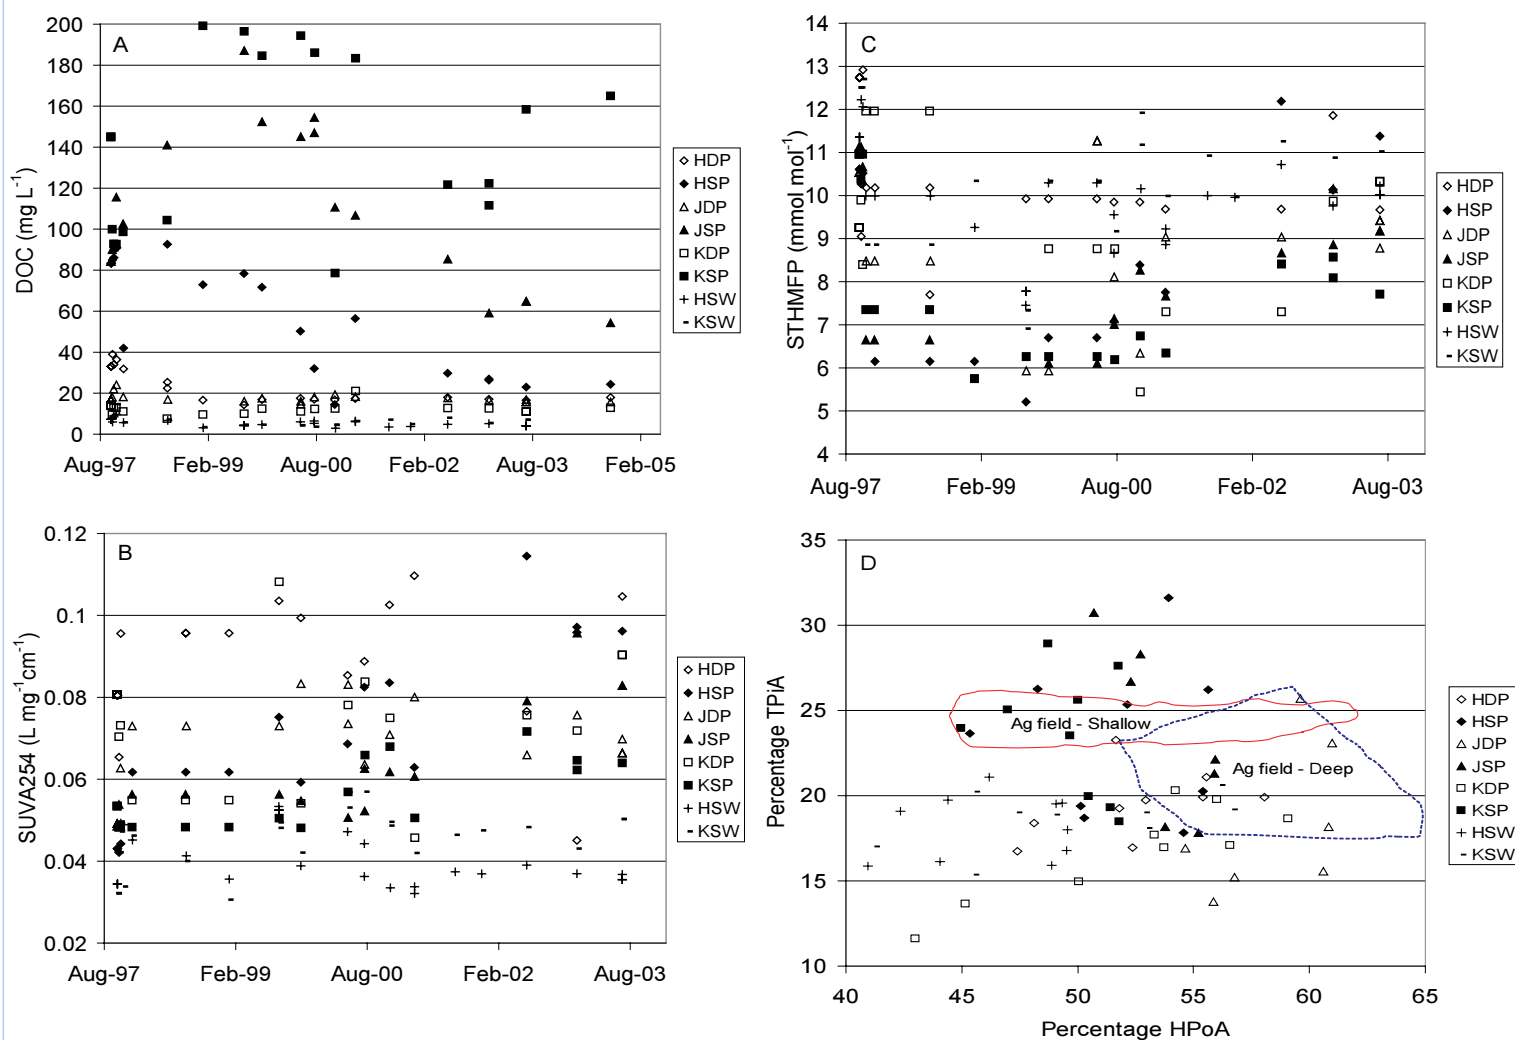 A
DOC (mg L-1)
200
180
160
140
120
100
80
60
40
20
0
Aug-97 Feb-99 Aug-00 Feb-02 Aug-03 Feb-05
HDP
HSP
JDP
JSP
KDP
KSP
HSW
KSW
C
STHMFP (mmol mol-1)
14
13
12
11
10
9
8
7
6
5
4
Aug-97 Feb-99 Aug-00 Feb-02 Aug-03
HDP
HSP
JDP
JSP
KDP
KSP
HSW
KSW
B
SUVA254 (L mg-1cm-1)
0.12
0.1
0.08
0.06
0.04
0.02
Aug-97 Feb-99 Aug-00 Feb-02 Aug-03
HDP
HSP
JDP
JSP
KDP
KSP
HSW
KSW
D
Percentage TPiA
35
30
25
20
15
10
Ag field - Shallow
Ag field - Deep
40 45 50 55 60 65
Percentage HPoA
HDP
HSP
JDP
JSP
KDP
KSP
HSW
KSW